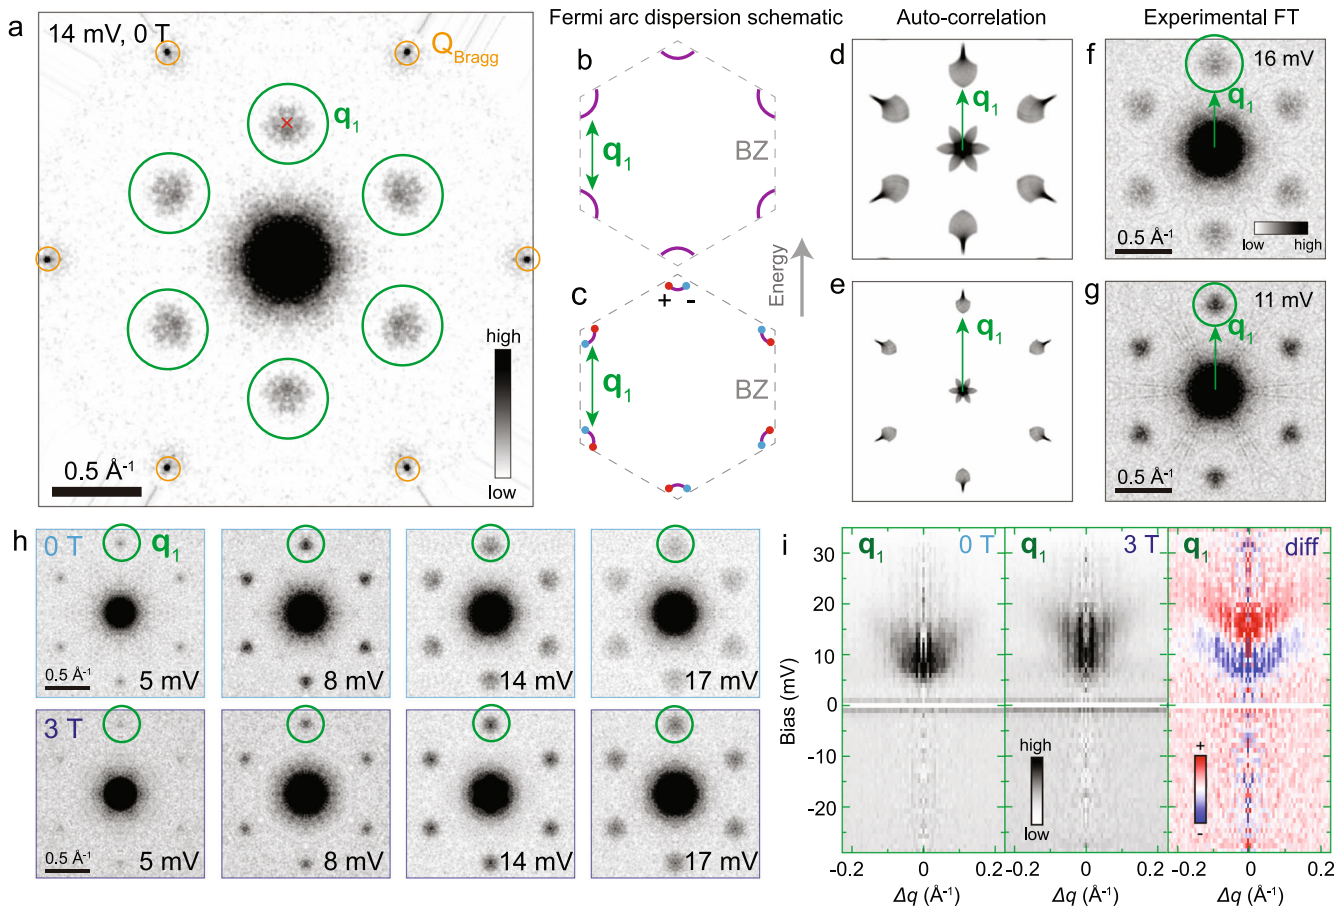 a
14 mV, 0 T
Q_Bragg
q₁
0.5 Å⁻¹
high
low
Fermi arc dispersion schematic
b
q₁
BZ
c
+ -
q₁
BZ
Energy
Auto-correlation
d
q₁
e
q₁
Experimental FT
f
16 mV
q₁
0.5 Å⁻¹
low high
g
11 mV
q₁
0.5 Å⁻¹
h
0 T
q₁
0.5 Å⁻¹
5 mV
8 mV
14 mV
17 mV
3 T
0.5 Å⁻¹
5 mV
8 mV
14 mV
17 mV
i
q₁ 0 T
q₁ 3 T
q₁ diff
Bias (mV)
30
20
10
0
-10
-20
high
low
+
-
-0.2 0 0.2
-0.2 0 0.2
-0.2 0 0.2
Δq (Å⁻¹)
Δq (Å⁻¹)
Δq (Å⁻¹)